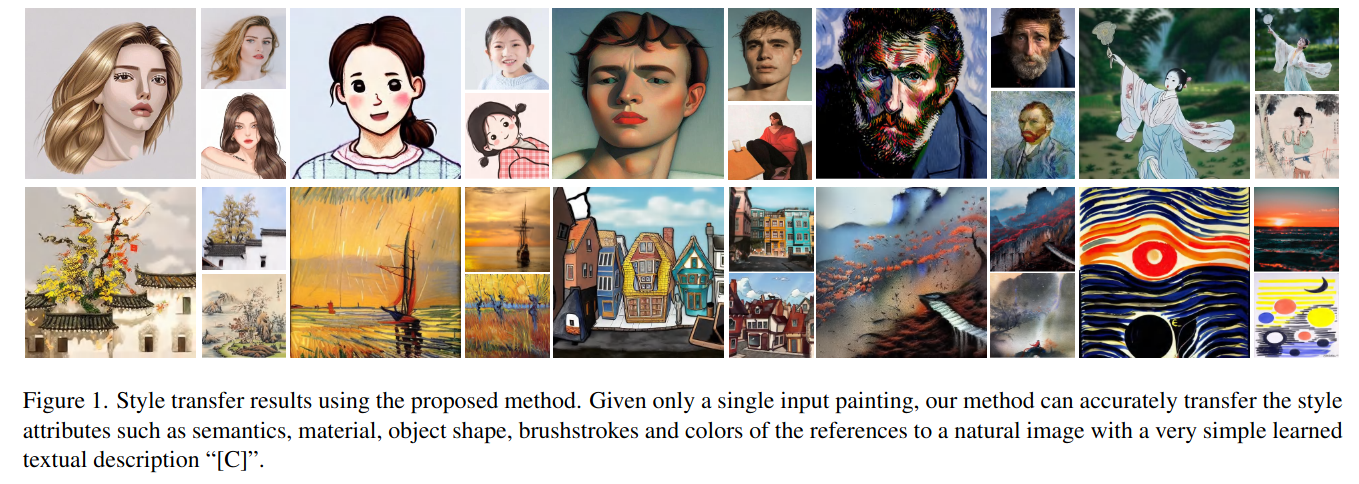 Figure 1. Style transfer results using the proposed method. Given only a single input painting, our method can accurately transfer the style
attributes such as semantics, material, object shape, brushstrokes and colors of the references to a natural image with a very simple learned
textual description “[C]”.